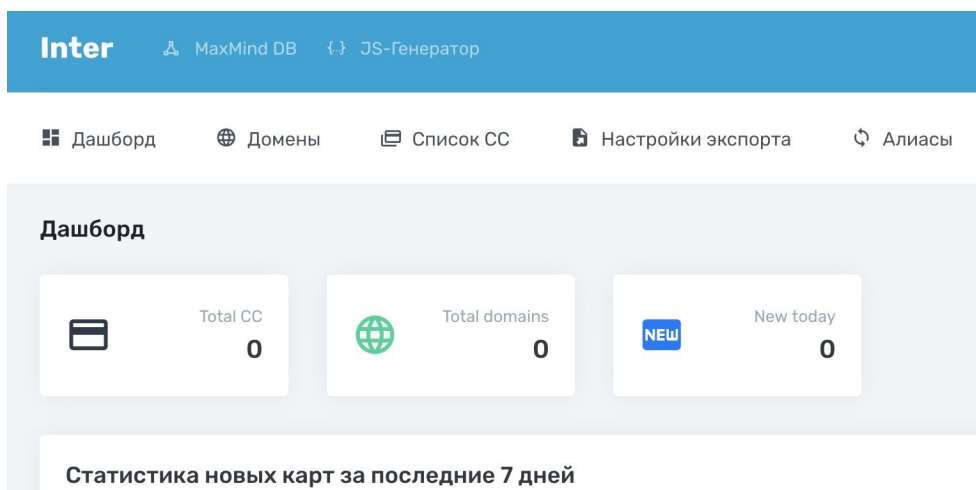 Inter MaxMind DB {..} JS-Генератор
Дашборд Домены Список CC Настройки экспорта Алиасы
Дашборд
Total CC
0
Total domains
0
NEW
New today
0
Статистика новых карт за последние 7 дней